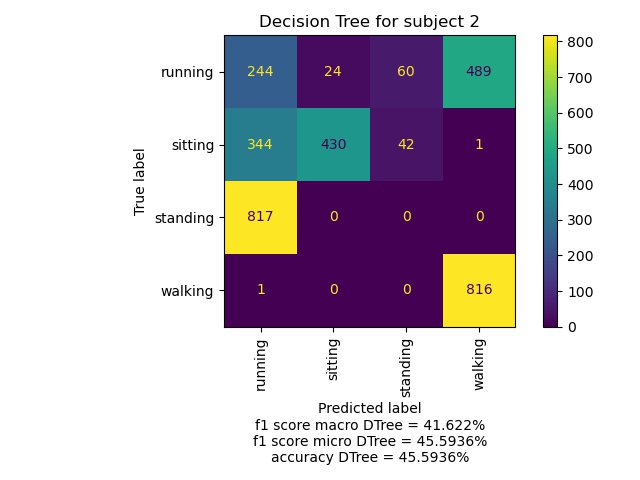 Decision Tree for subject 2
True label
running 244 24 60 489
sitting 344 430 42 1
standing 817 0 0 0
walking 1 0 0 816
running sitting standing walking
Predicted label
f1 score macro DTree = 41.622%
f1 score micro DTree = 45.5936%
accuracy DTree = 45.5936%
800
700
600
500
400
300
200
100
0